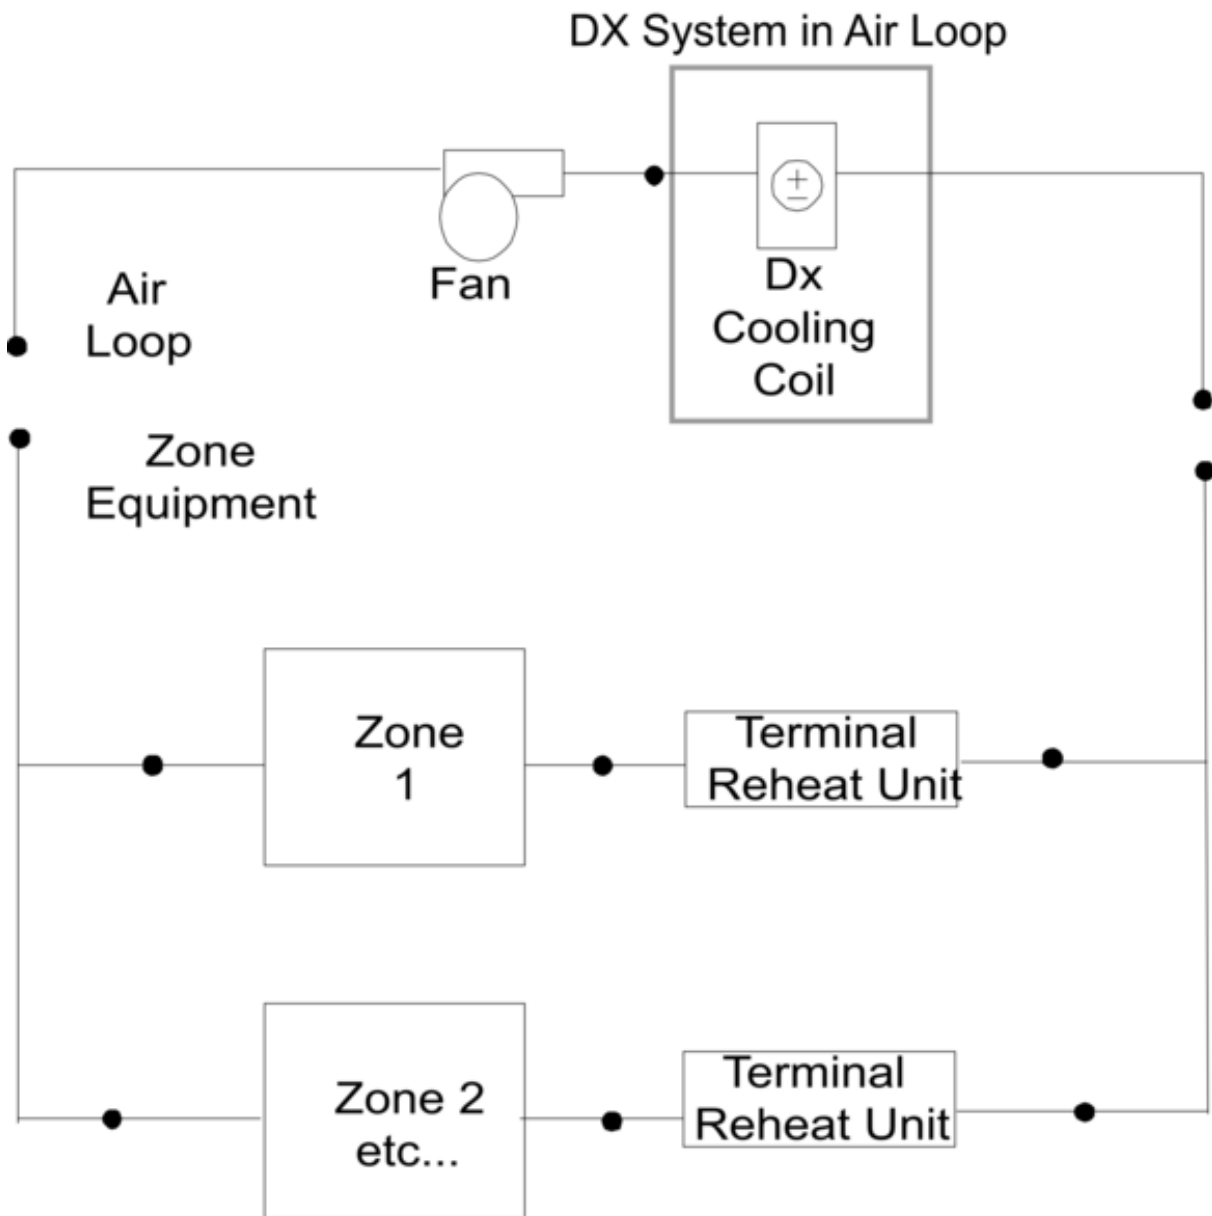 DX System in Air Loop
Fan
Dx
Cooling
Coil
Air
Loop
Zone
Equipment
Zone
1
Terminal
Reheat Unit
Zone 2
etc...
Terminal
Reheat Unit